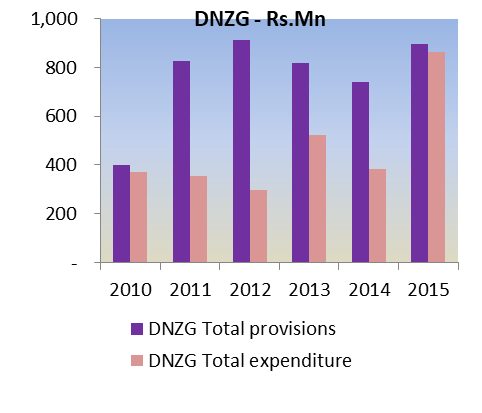 DNZG - Rs.Mn
1,000
800
600
400
200
-
2010 2011 2012 2013 2014 2015
DNZG Total provisions
DNZG Total expenditure